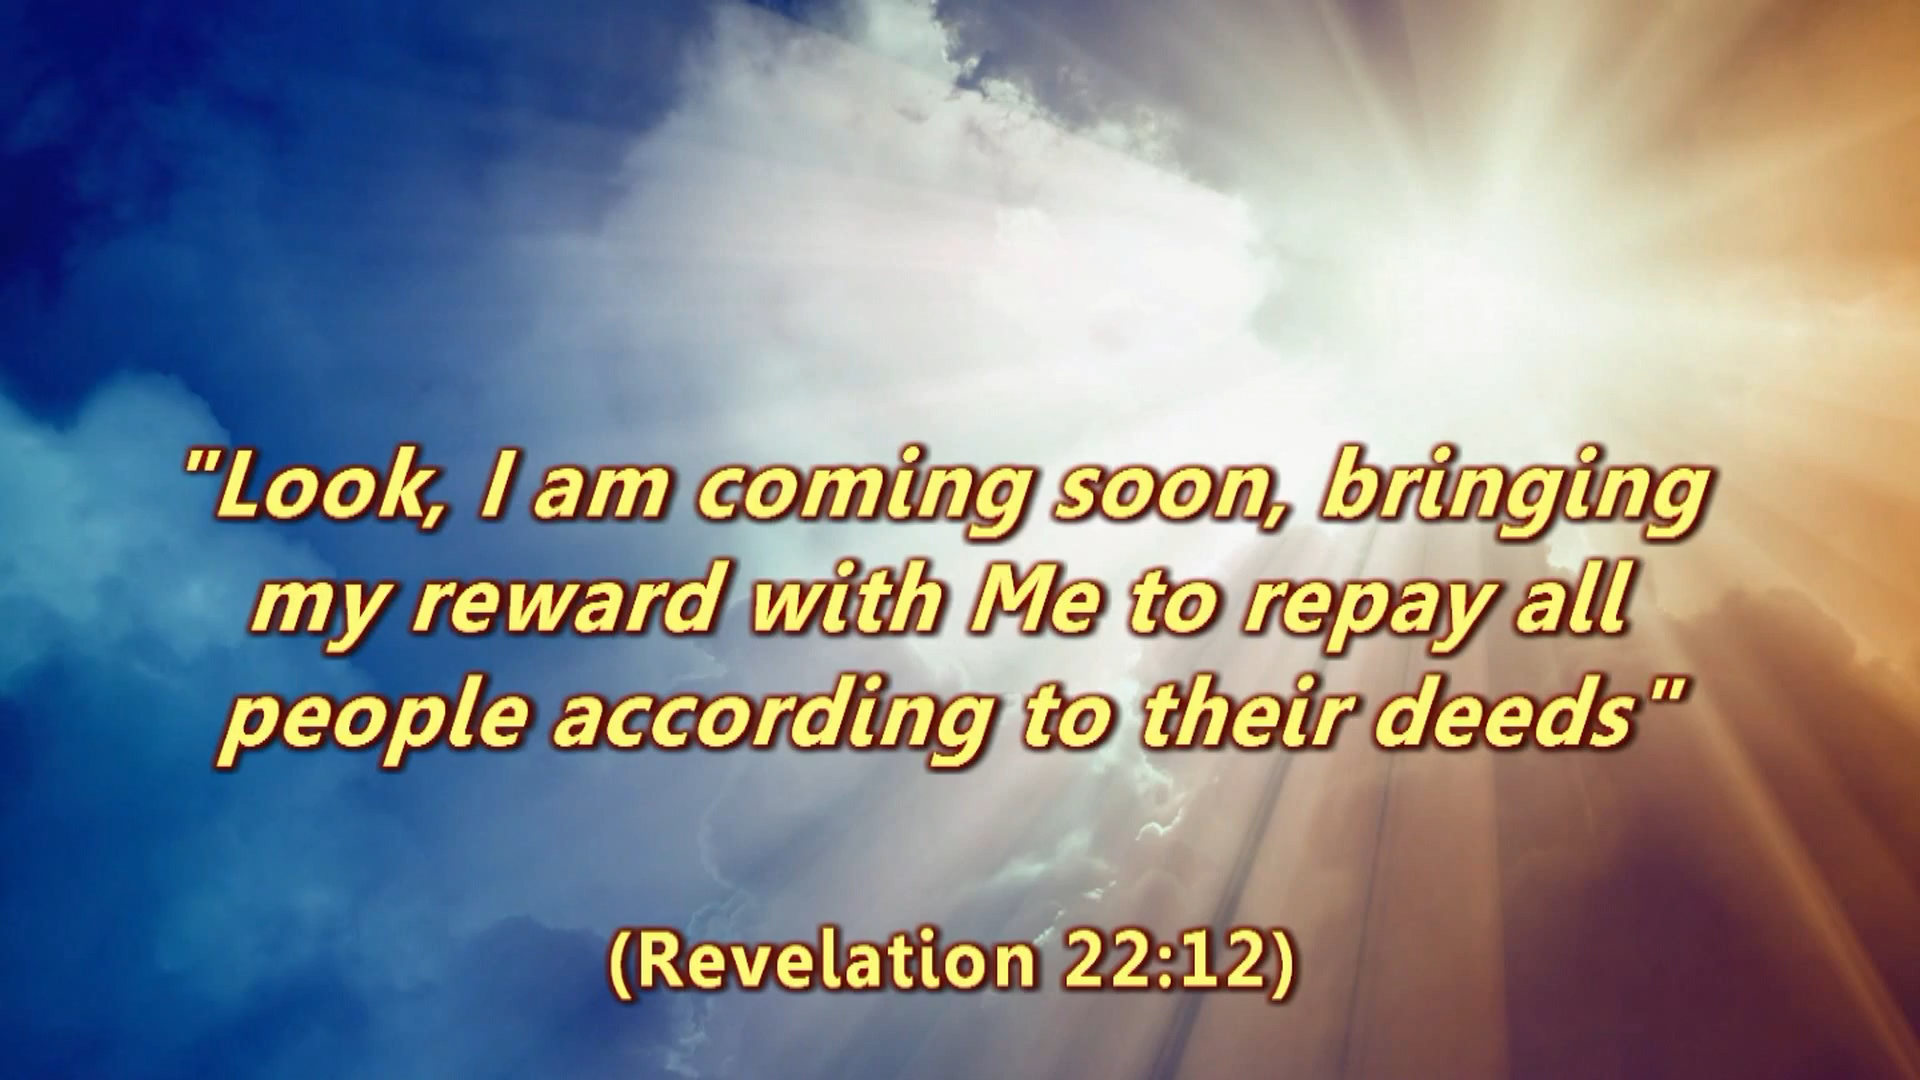 "Look, I am coming soon, bringing
my reward with Me to repay all
people according to their deeds"
(Revelation 22:12)